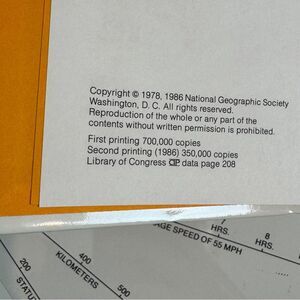 Copyright © 1978, 1986 National Geographic Society
Washington, D. C. All rights reserved.
Reproduction of the whole or any part of the
contents without written permission is prohibited.
First printing 700,000 copies
Second printing (1986) 350,000 copies
Library of Congress CIP data page 208
7
HRS.
8
HRS.
AGE SPEED OF 55 MPH
400
KILOMETERS
500
200
STATUT